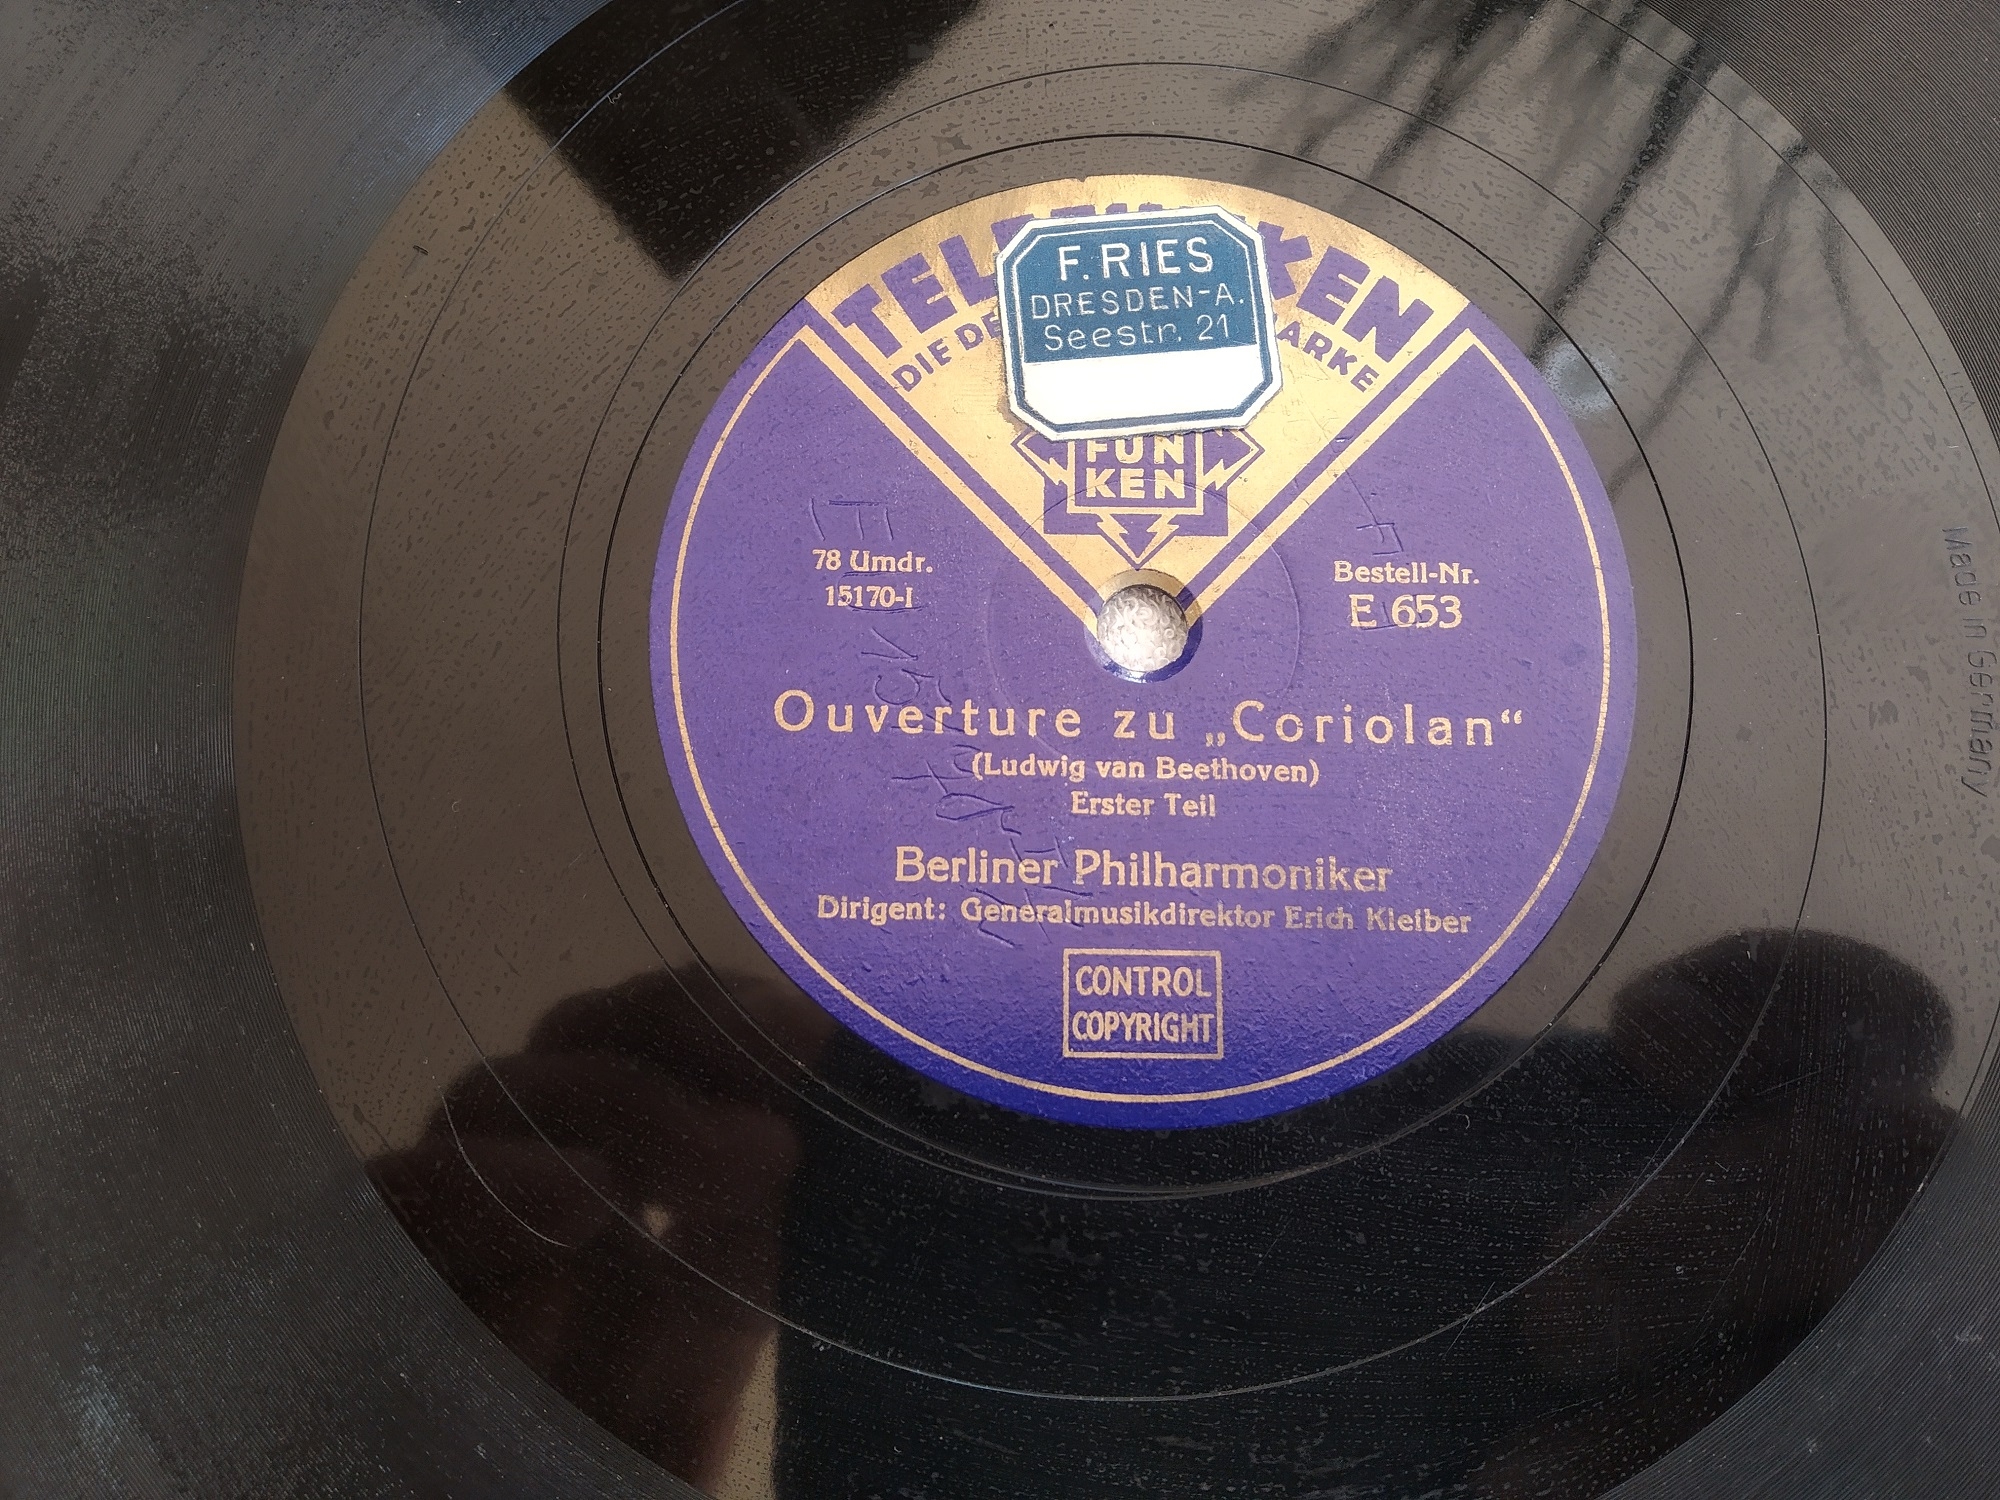 F. RIES
DRESDEN-A.
Seestr. 21
FUN
KEN
78 Umdr.
15170-I
Bestell-Nr.
E 653
Ouverture zu „Coriolan“
(Ludwig van Beethoven)
Erster Teil
Berliner Philharmoniker
Dirigent: Generalmusikdirektor Erich Kleiber
CONTROL
COPYRIGHT
Made in Germany